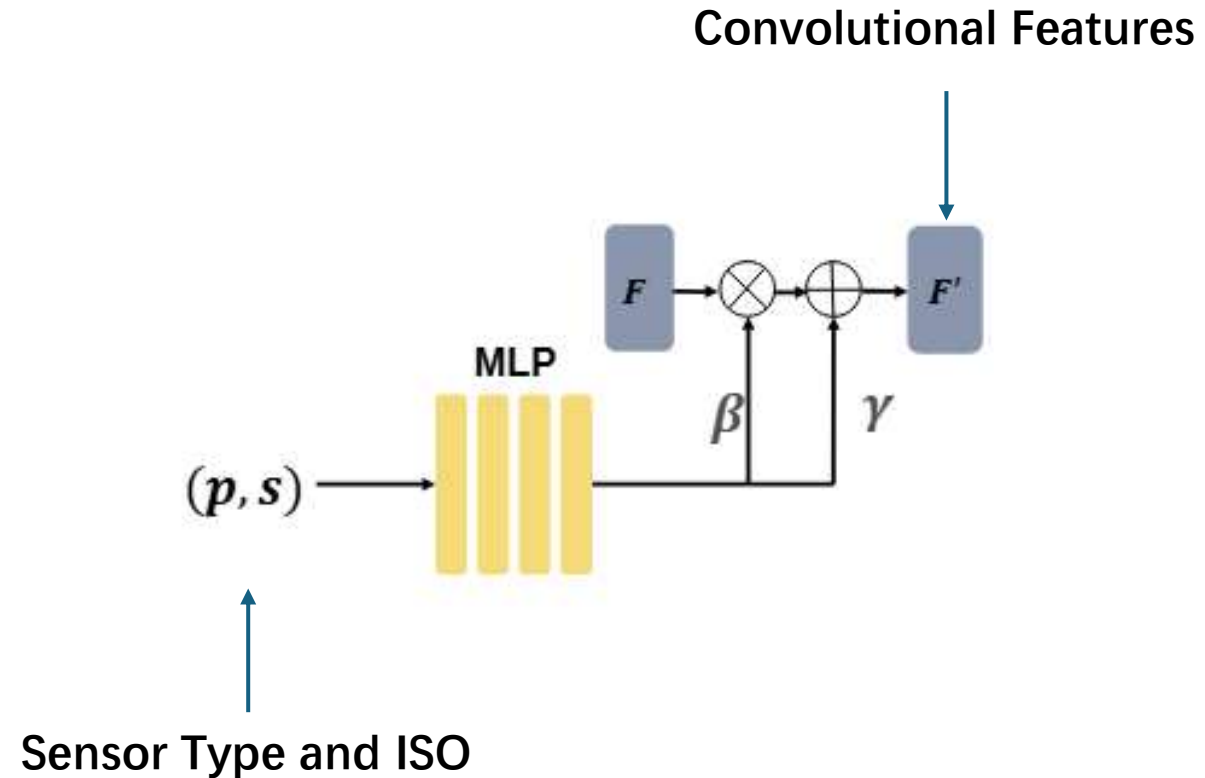 Convolutional Features
F
F'
MLP
β
γ
(p, s)
Sensor Type and ISO